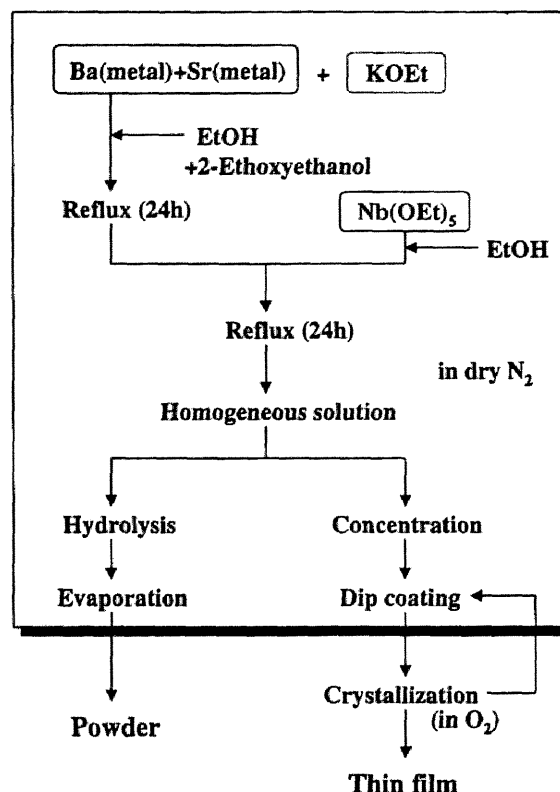 Ba(metal)+Sr(metal) + KOEt
EtOH
+2-Ethoxyethanol
Reflux (24h)
Nb(OEt)5
EtOH
Reflux (24h)
in dry N2
Homogeneous solution
Hydrolysis
Concentration
Evaporation
Dip coating
Crystallization
(in O2)
Powder
Thin film